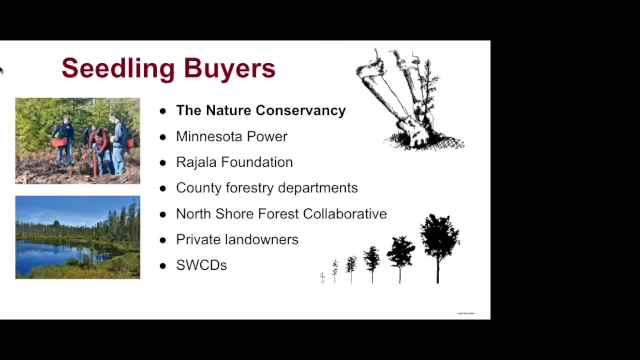 Seedling Buyers
● The Nature Conservancy
● Minnesota Power
● Rajala Foundation
● County forestry departments
● North Shore Forest Collaborative
● Private landowners
● SWCDs